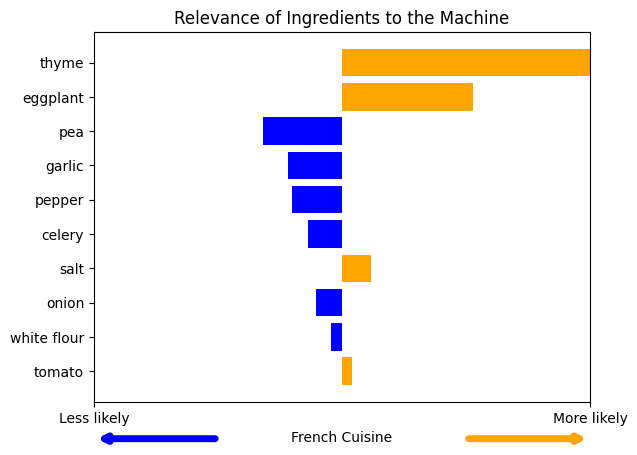 Relevance of Ingredients to the Machine
thyme
eggplant
pea
garlic
pepper
celery
salt
onion
white flour
tomato
Less likely
More likely
French Cuisine